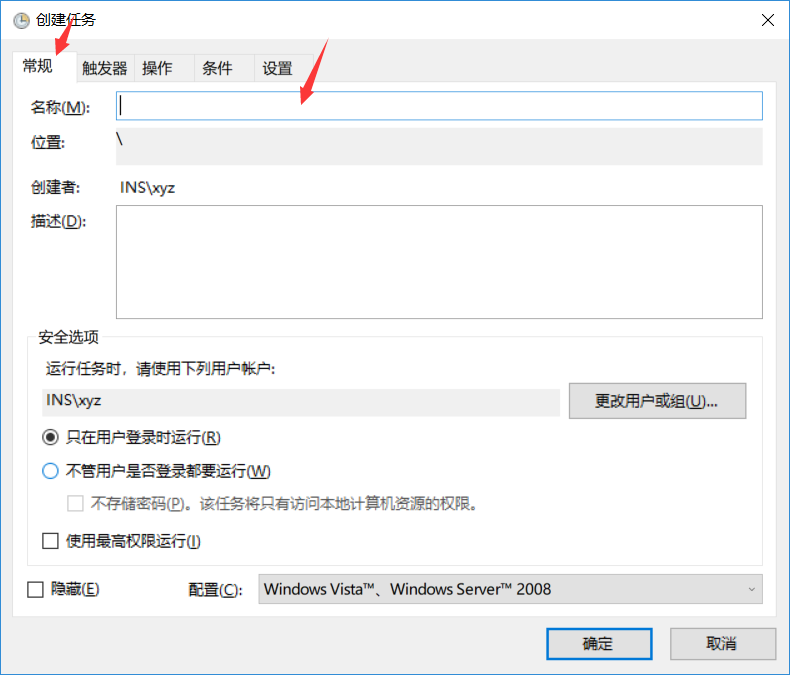 创建任务
常规 触发器 操作 条件 设置
名称(M):
位置: \
创建者: INS\xyz
描述(D):
安全选项
运行任务时，请使用下列用户帐户:
INS\xyz 更改用户或组(U)...
只在用户登录时运行(R)
不管用户是否登录都要运行(W)
不存储密码(P)。该任务将只有访问本地计算机资源的权限。
使用最高权限运行(I)
隐藏(E) 配置(C): Windows Vista™、Windows Server™ 2008
确定 取消